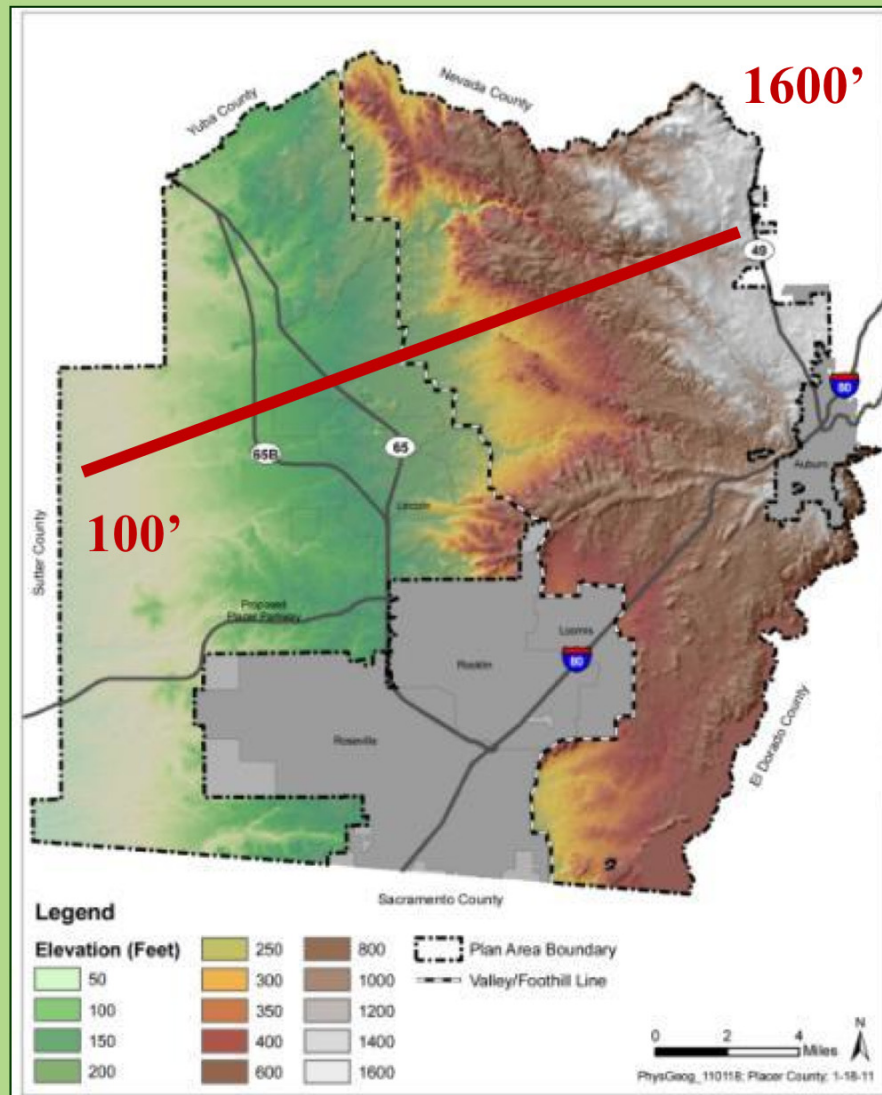 1600’
Nevada County
Yuba County
49
80
65B
65
Auburn
Lincoln
100’
Sutter County
Proposed
Placer Parkway
Loomis
Rocklin
80
Roseville
El Dorado County
Sacramento County
Legend
Elevation (Feet)
50
100
150
200
250
300
350
400
600
800
1000
1200
1400
1600
Plan Area Boundary
Valley/Foothill Line
0 2 4
Miles
N
PhysGeog_110118; Placer County; 1-18-11